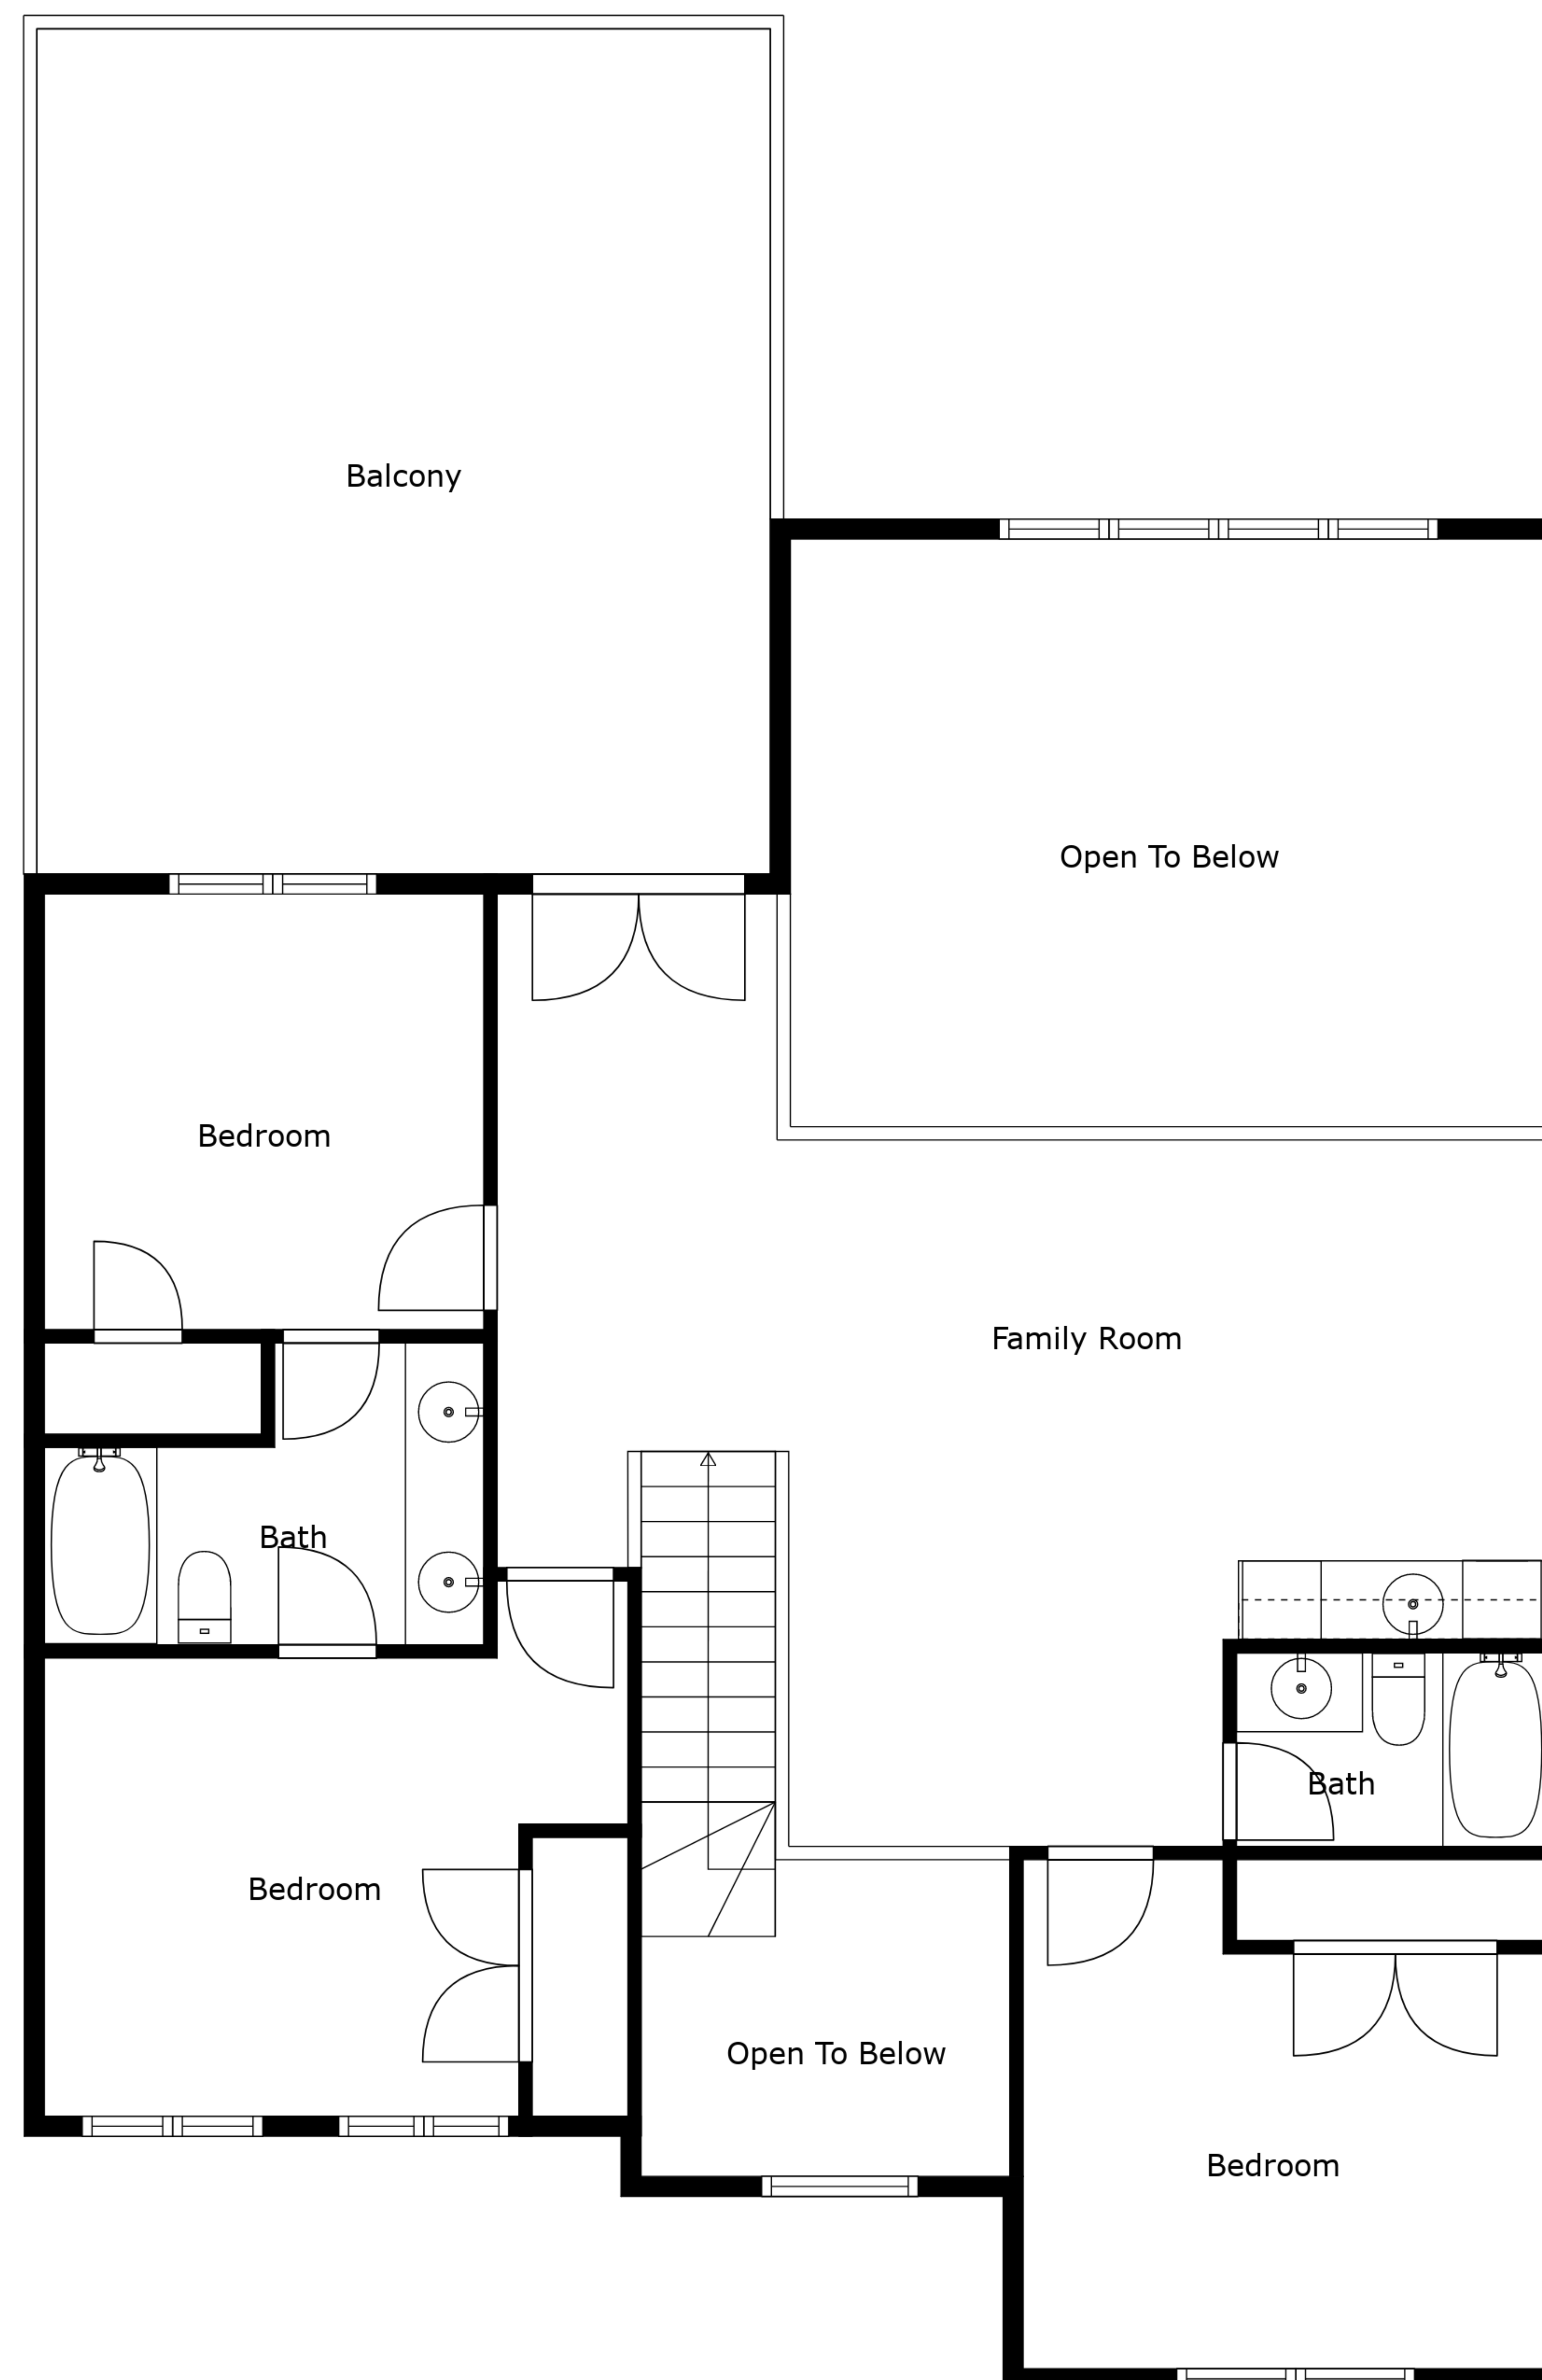 Balcony
Open To Below
Bedroom
Family Room
Bath
Bath
Bedroom
Open To Below
Bedroom